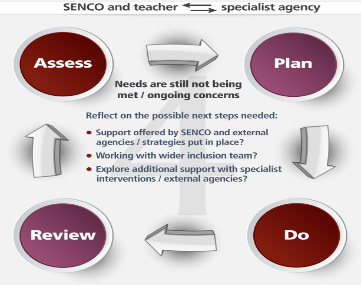 SENCO and teacher specialist agency
Assess
Plan
Needs are still not being
met / ongoing concerns
Reflect on the possible next steps needed:
• Support offered by SENCO and external
agencies / strategies put in place?
• Working with wider inclusion team?
• Explore additional support with specialist
interventions / external agencies?
4
Review
Do